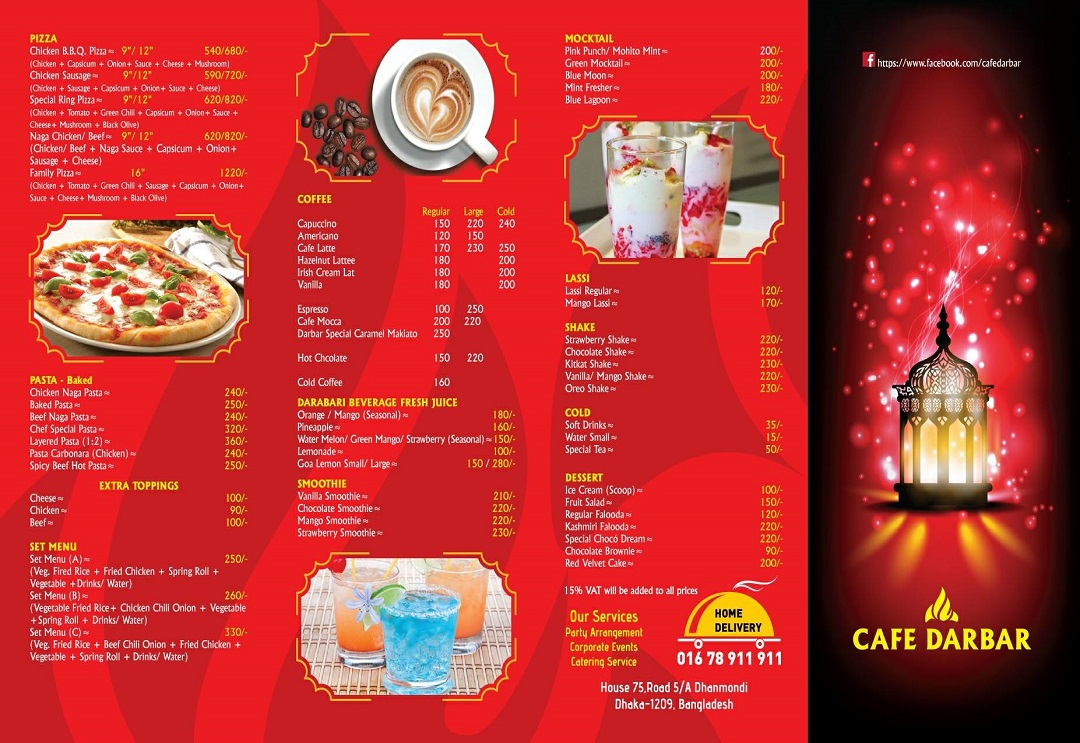 PIZZA
Chicken B.B.Q. Pizza ≈ 9"/ 12" 540/680/-
(Chicken + Capsicum + Onion+ Sauce + Cheese + Mushroom)
Chicken Sausage ≈ 9"/12" 590/720/-
(Chicken + Sausage + Capsicum + Onion+ Sauce + Cheese)
Special Ring Pizza ≈ 9"/12" 620/820/-
(Chicken + Tomato + Green Chili + Capsicum + Onion+ Sauce +
Cheese+ Mushroom + Black Olive)
Naga Chicken/ Beef ≈ 9"/ 12" 620/820/-
(Chicken/ Beef + Naga Sauce + Capsicum + Onion+
Sausage + Cheese)
Family Pizza ≈ 16" 1220/-
(Chicken + Tomato + Green Chili + Sausage + Capsicum + Onion+
Sauce + Cheese+ Mushroom + Black Olive)
PASTA - Baked
Chicken Naga Pasta ≈ 240/-
Baked Pasta ≈ 250/-
Beef Naga Pasta ≈ 240/-
Chef Special Pasta ≈ 320/-
Layered Pasta (1:2) ≈ 360/-
Pasta Carbonara (Chicken) ≈ 240/-
Spicy Beef Hot Pasta ≈ 250/-
EXTRA TOPPINGS
Cheese ≈ 100/-
Chicken ≈ 90/-
Beef ≈ 100/-
SET MENU
Set Menu (A) ≈ 250/-
(Veg. Fired Rice + Fried Chicken + Spring Roll +
Vegetable +Drinks/ Water)
Set Menu (B) ≈ 260/-
(Vegetable Fried Rice+ Chicken Chili Onion + Vegetable
+Spring Roll + Drinks/ Water)
Set Menu (C) ≈ 330/-
(Veg. Fried Rice + Beef Chili Onion + Fried Chicken +
Vegetable + Spring Roll + Drinks/ Water)
COFFEE
Regular Large Cold
Capuccino 150 220 240
Americano 120 150
Cafe Latte 170 230 250
Hazelnut Lattee 180 200
Irish Cream Lat 180 200
Vanilla 180 200
Espresso 100 250
Cafe Mocca 200 220
Darbar Special Caramel Makiato 250
Hot Chcolate 150 220
Cold Coffee 160
DARABARI BEVERAGE FRESH JUICE
Orange / Mango (Seasonal) ≈ 180/-
Pineapple ≈ 160/-
Water Melon/ Green Mango/ Strawberry (Seasonal) ≈ 150/-
Lemonade ≈ 100/-
Goa Lemon Small/ Large ≈ 150 / 280/-
SMOOTHIE
Vanilla Smoothie ≈ 210/-
Chocolate Smoothie ≈ 220/-
Mango Smoothie ≈ 220/-
Strawberry Smoothie ≈ 230/-
MOCKTAIL
Pink Punch/ Mohito Mint ≈ 200/-
Green Mocktail ≈ 200/-
Blue Moon ≈ 200/-
Mint Fresher ≈ 180/-
Blue Lagoon ≈ 220/-
LASSI
Lassi Regular ≈ 120/-
Mango Lassi ≈ 170/-
SHAKE
Strawberry Shake ≈ 220/-
Chocolate Shake ≈ 220/-
Kitkat Shake ≈ 230/-
Vanilla/ Mango Shake ≈ 220/-
Oreo Shake ≈ 230/-
COLD
Soft Drinks ≈ 35/-
Water Small ≈ 15/-
Special Tea ≈ 50/-
DESSERT
Ice Cream (Scoop) ≈ 100/-
Fruit Salad ≈ 150/-
Regular Falooda ≈ 120/-
Kashmiri Falooda ≈ 220/-
Special Chocó Dream ≈ 220/-
Chocolate Brownie ≈ 90/-
Red Velvet Cake ≈ 200/-
15% VAT will be added to all prices
Our Services
Party Arrangement
Corporate Events
Catering Service
HOME
DELIVERY
016 78 911 911
House 75,Road 5/A Dhanmondi
Dhaka-1209, Bangladesh
f https://www.facebook.com/cafedarbar
CAFE DARBAR